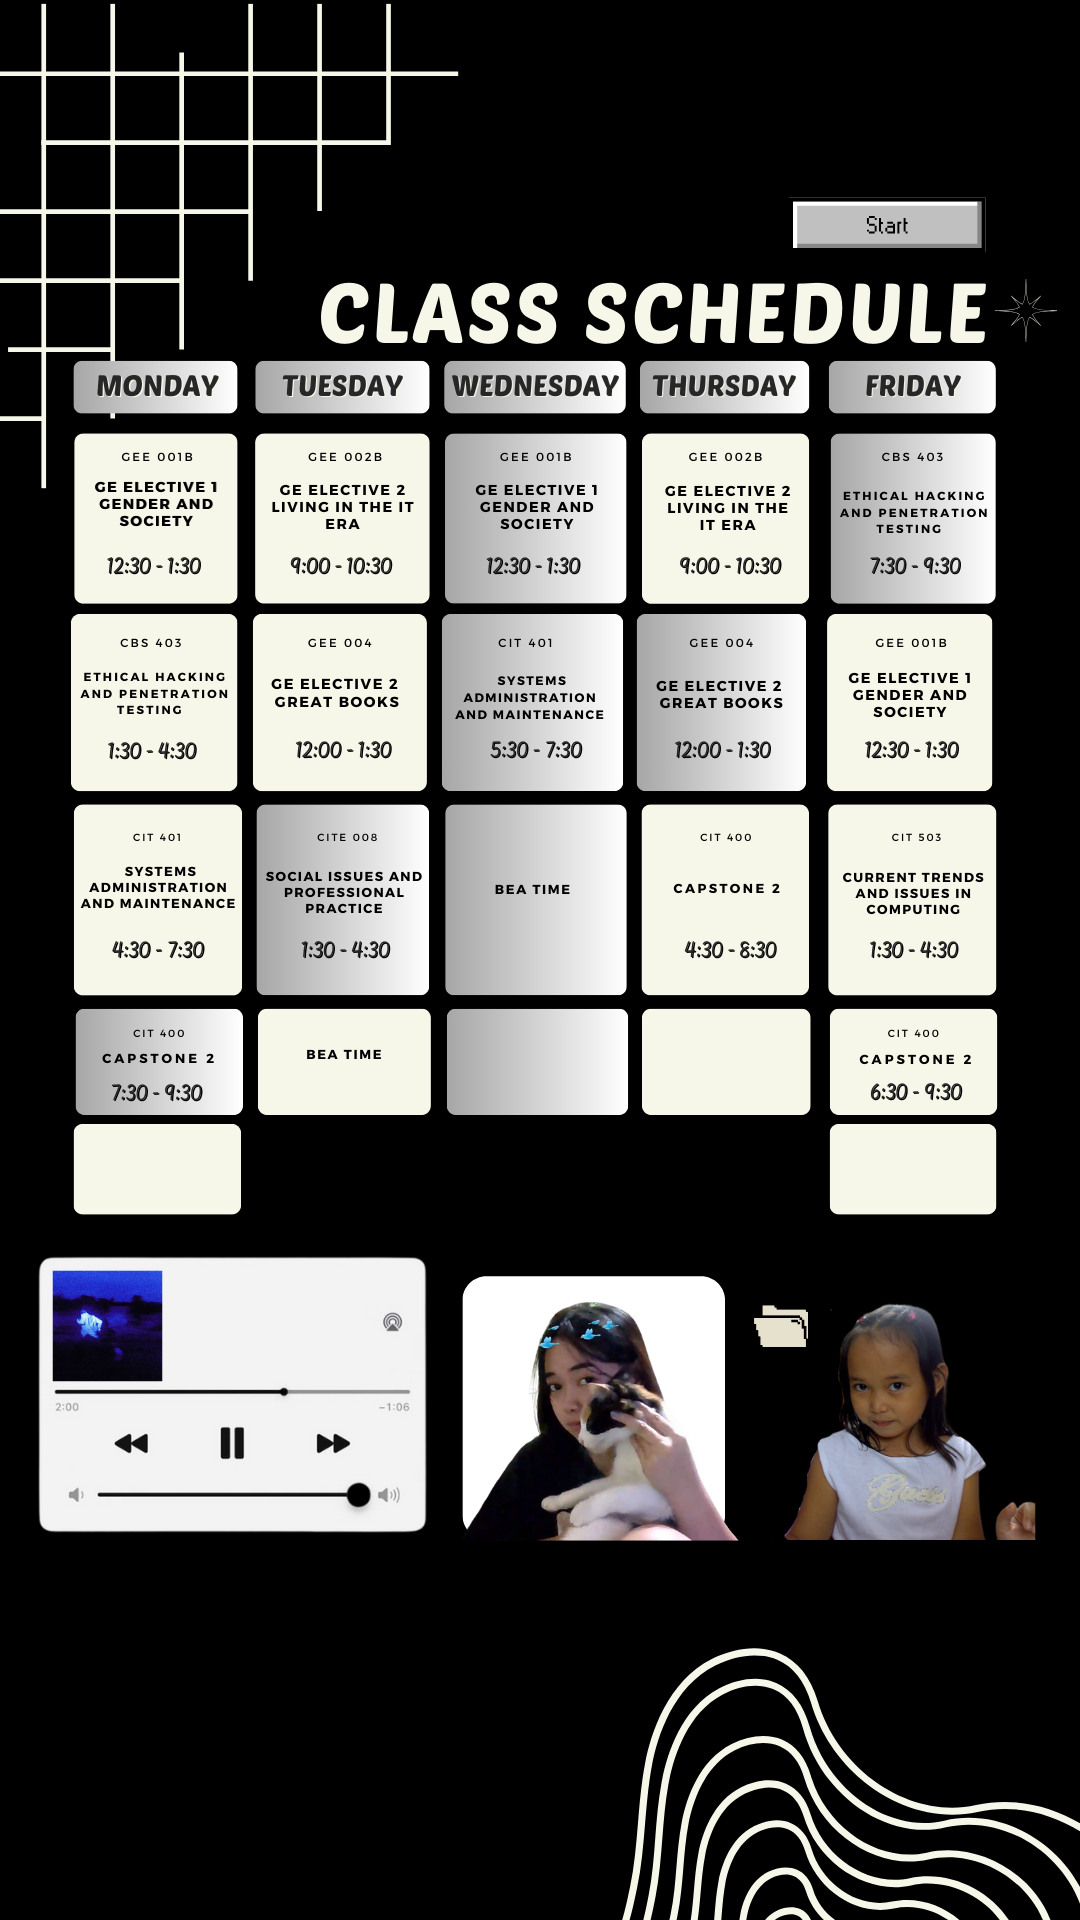 Start
CLASS SCHEDULE
MONDAY
TUESDAY
WEDNESDAY
THURSDAY
FRIDAY
GEE 001B
GE ELECTIVE 1
GENDER AND
SOCIETY
12:30 - 1:30
GEE 002B
GE ELECTIVE 2
LIVING IN THE IT
ERA
9:00 - 10:30
GEE 001B
GE ELECTIVE 1
GENDER AND
SOCIETY
12:30 - 1:30
GEE 002B
GE ELECTIVE 2
LIVING IN THE
IT ERA
9:00 - 10:30
CBS 403
ETHICAL HACKING
AND PENETRATION
TESTING
7:30 - 9:30
CBS 403
ETHICAL HACKING
AND PENETRATION
TESTING
1:30 - 4:30
GEE 004
GE ELECTIVE 2
GREAT BOOKS
12:00 - 1:30
CIT 401
SYSTEMS
ADMINISTRATION
AND MAINTENANCE
5:30 - 7:30
GEE 004
GE ELECTIVE 2
GREAT BOOKS
12:00 - 1:30
GEE 001B
GE ELECTIVE 1
GENDER AND
SOCIETY
12:30 - 1:30
CIT 401
SYSTEMS
ADMINISTRATION
AND MAINTENANCE
4:30 - 7:30
CITE 008
SOCIAL ISSUES AND
PROFESSIONAL
PRACTICE
1:30 - 4:30
BEA TIME
CIT 400
CAPSTONE 2
4:30 - 8:30
CIT 503
CURRENT TRENDS
AND ISSUES IN
COMPUTING
1:30 - 4:30
CIT 400
CAPSTONE 2
7:30 - 9:30
BEA TIME
CIT 400
CAPSTONE 2
6:30 - 9:30
2:00
-1:06
Guess